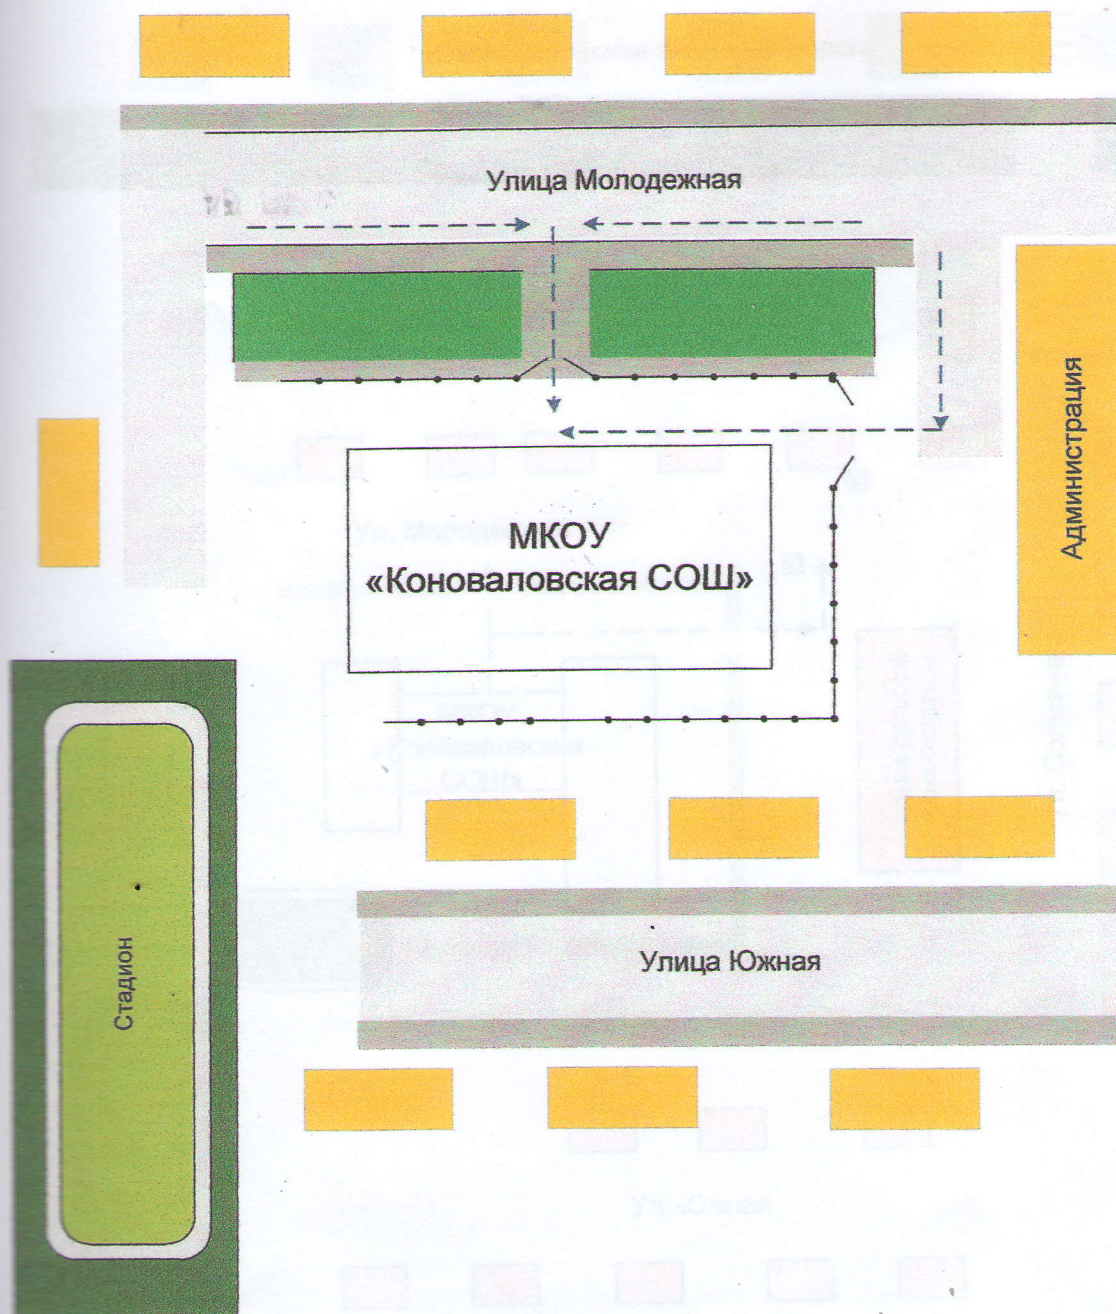 Улица Молодежная
Администрация
МКОУ
«Коноваловская СОШ»
Стадион
Улица Южная